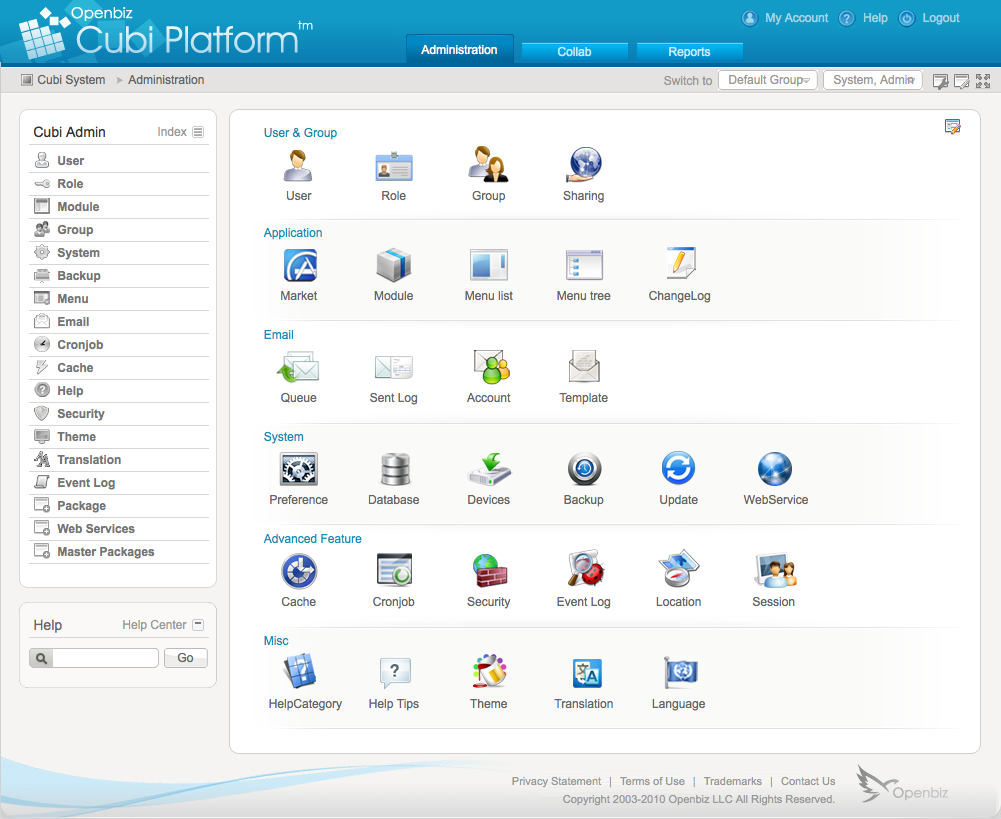 Openbiz
Cubi Platform™
My Account
Help
Logout
Administration
Collab
Reports
Cubi System
Administration
Switch to
Default Group
System, Admin
Cubi Admin
Index
User
Role
Module
Group
System
Backup
Menu
Email
Cronjob
Cache
Help
Security
Theme
Translation
Event Log
Package
Web Services
Master Packages
Help
Help Center
Go
User & Group
User
Role
Group
Sharing
Application
Market
Module
Menu list
Menu tree
ChangeLog
Email
Queue
Sent Log
Account
Template
System
Preference
Database
Devices
Backup
Update
WebService
Advanced Feature
Cache
Cronjob
Security
Event Log
Location
Session
Misc
HelpCategory
Help Tips
Theme
Translation
Language
Privacy Statement | Terms of Use | Trademarks | Contact Us
Copyright 2003-2010 Openbiz LLC All Rights Reserved.
Openbiz